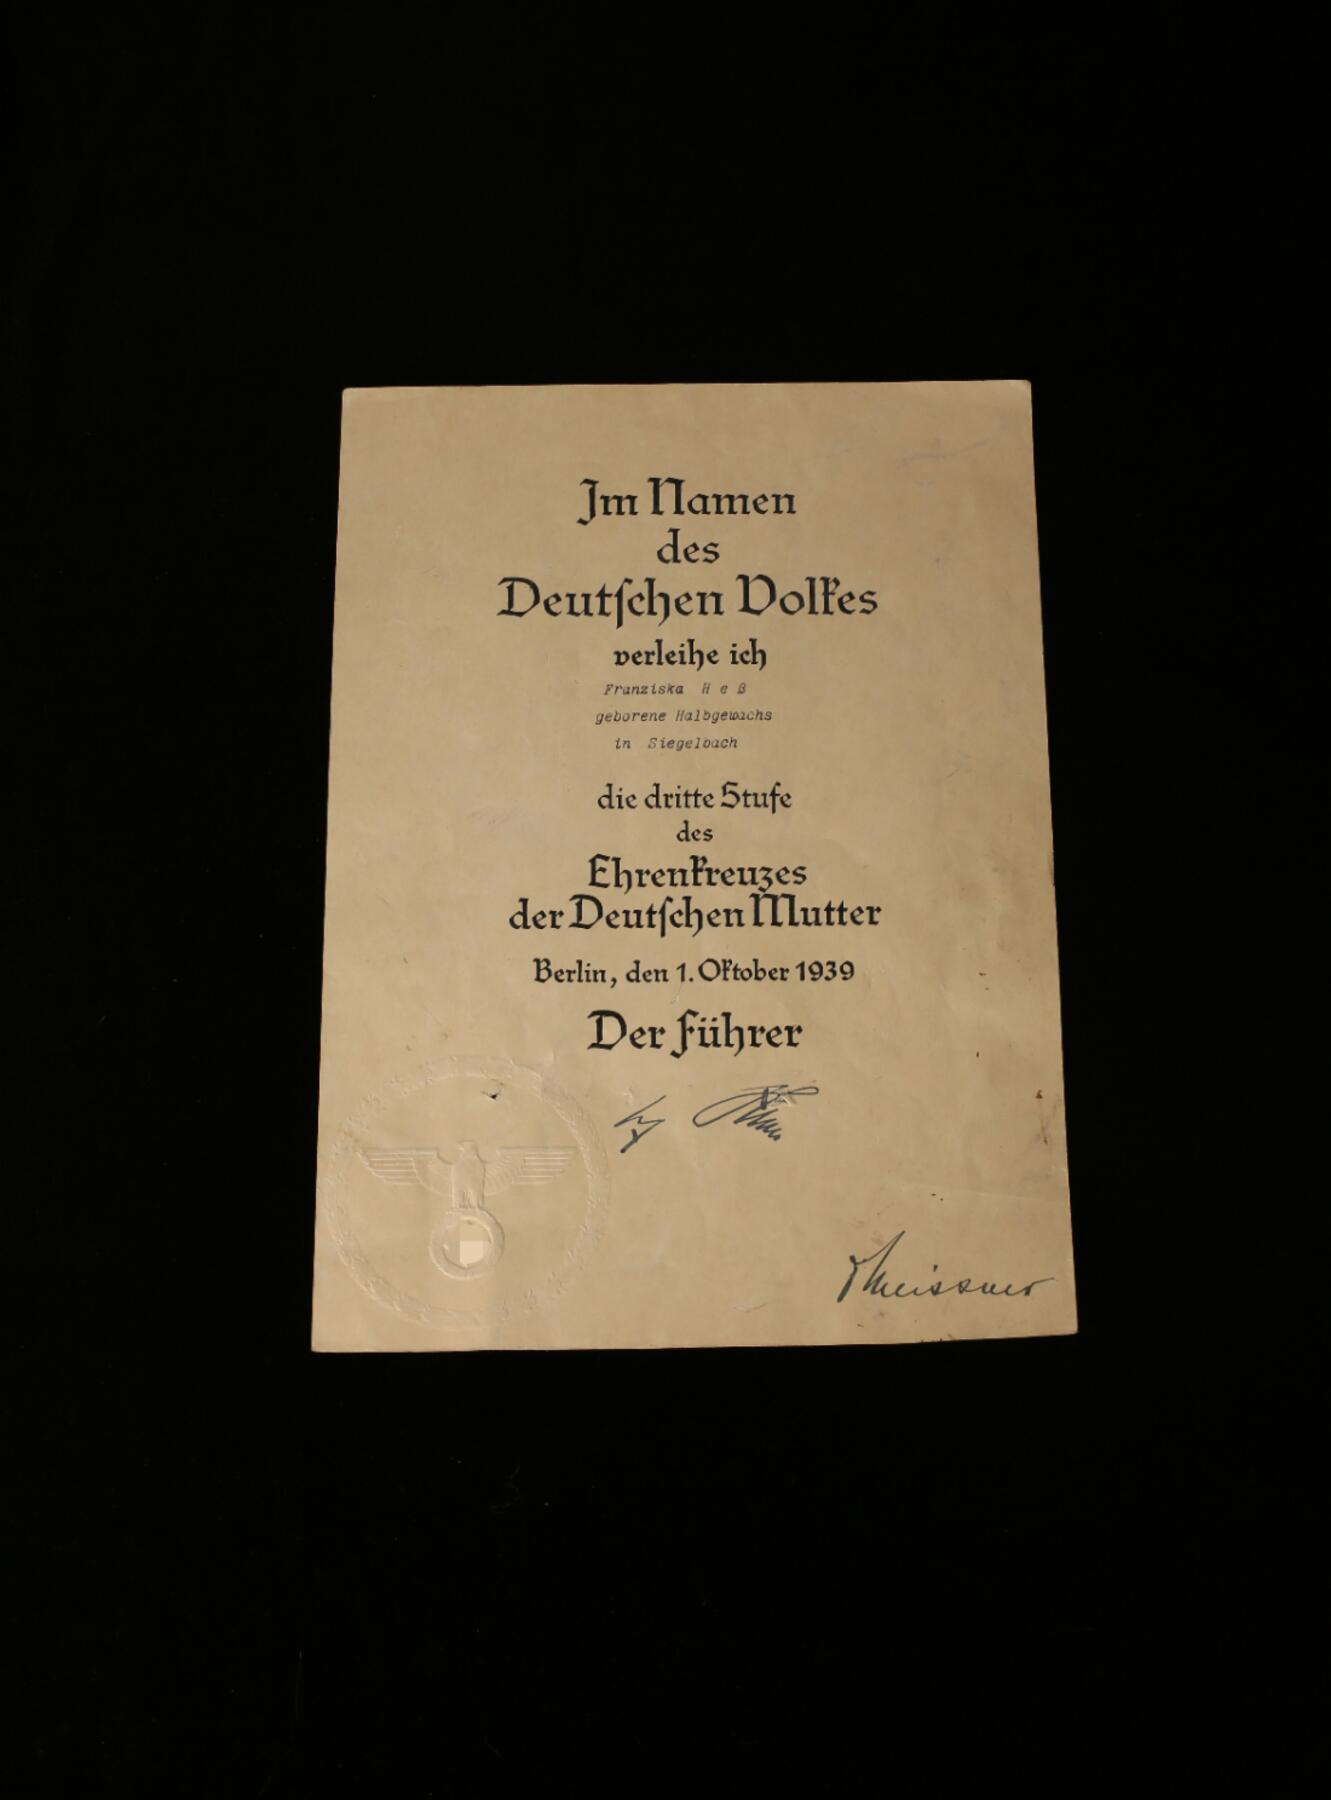 Im Namen
des
Deutſchen Volkes
verleihe ich
Franziska H e ß
geborene Halbgewachs
in Siegelbach
die dritte Stufe
des
Ehrenkreuzes
der Deutſchen Mutter
Berlin, den 1. Oktober 1939
Der Führer
Meissner